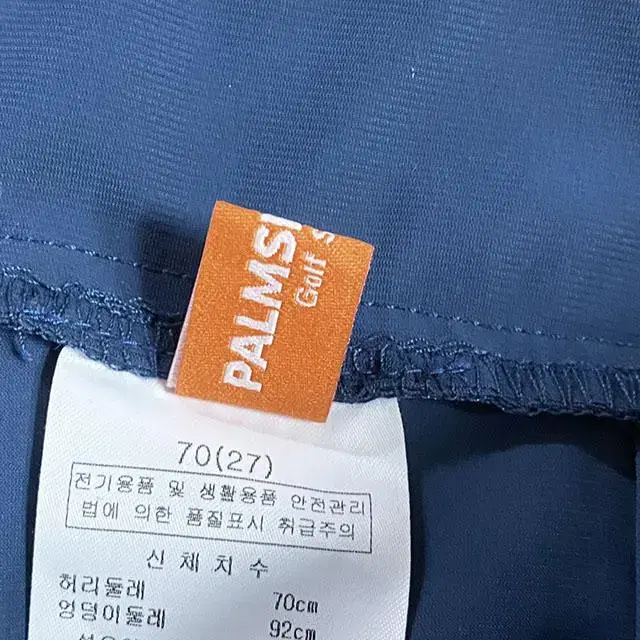 PALMS
Golf S
70(27)
전기용품 및 생활용품 안전관리
법에 의한 품질표시 취급주의
신체치수
허리둘레 70cm
엉덩이둘레 92cm